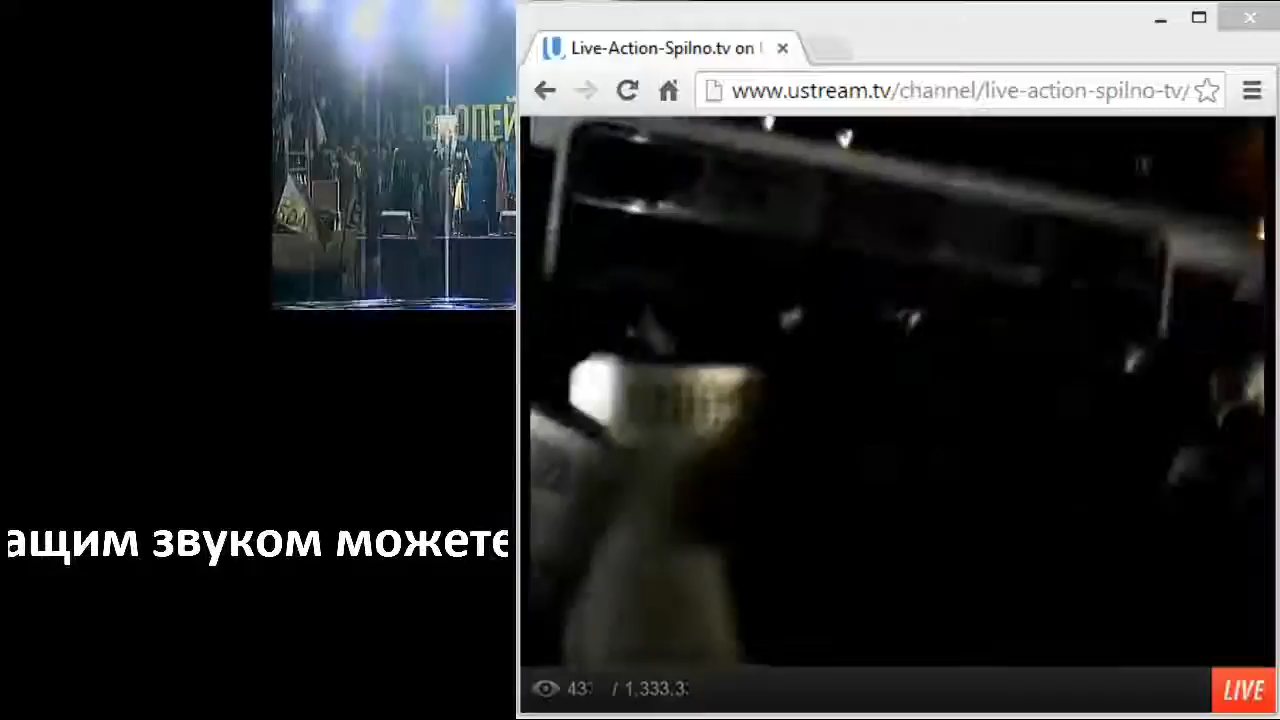 Live-Action-Spilno.tv on
www.ustream.tv/channel/live-action-spilno-tv/
ащим звуком можете
LIVE